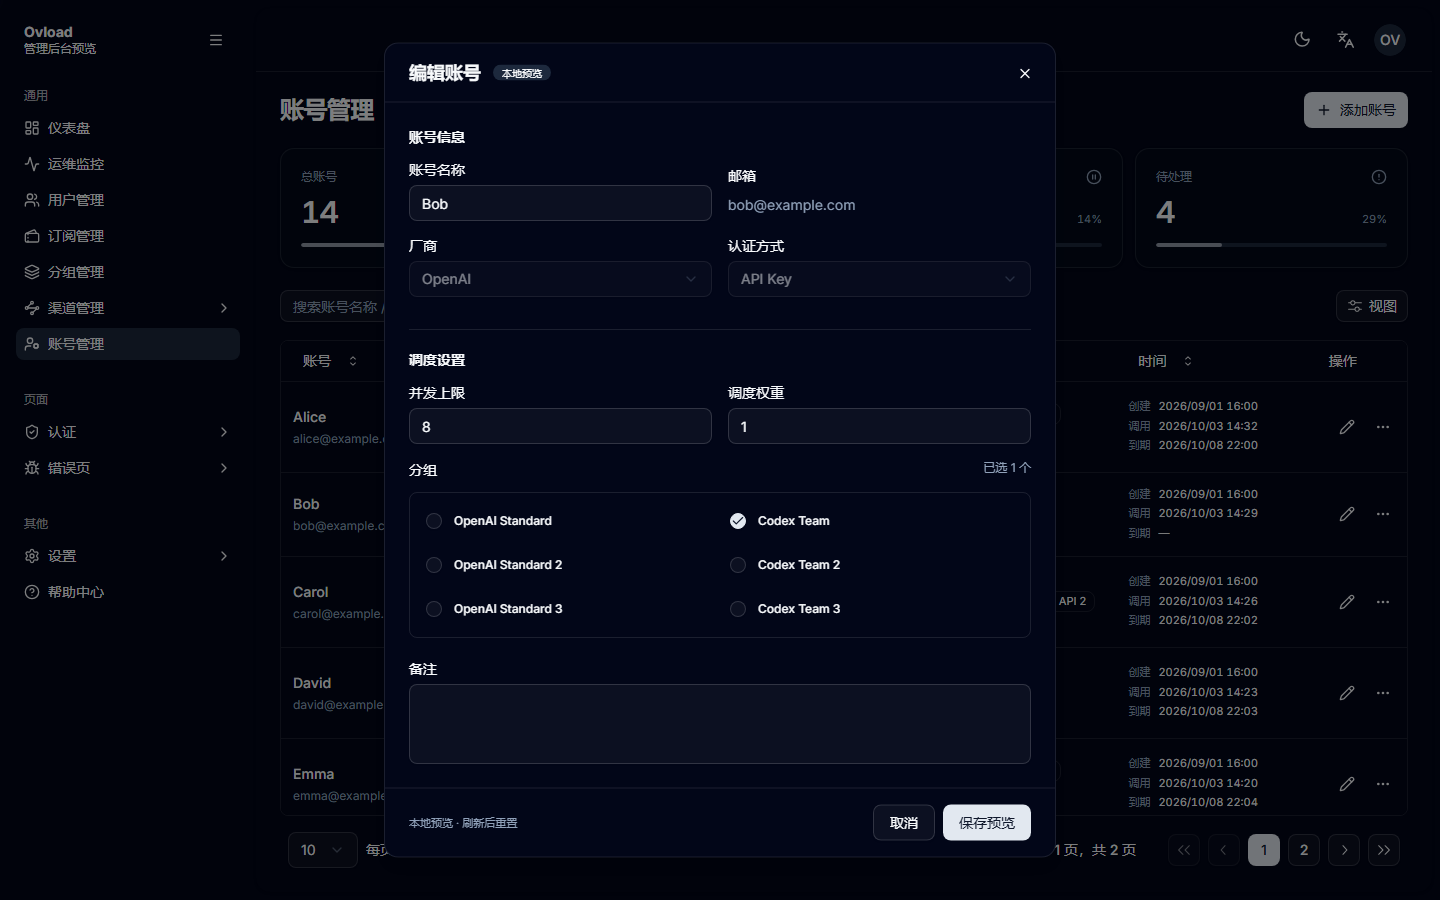 Ovload
管理后台预览
通用
仪表盘
运维监控
用户管理
订阅管理
分组管理
渠道管理
账号管理
页面
认证
错误页
其他
设置
帮助中心
OV
账号管理
添加账号
总账号
14
14%
待处理
4
29%
搜索账号名称 /
视图
账号
时间
操作
Alice
alice@example.
创建 2026/09/01 16:00
调用 2026/10/03 14:32
到期 2026/10/08 22:00
Bob
bob@example.c
创建 2026/09/01 16:00
调用 2026/10/03 14:29
到期 —
Carol
carol@example.
API 2
创建 2026/09/01 16:00
调用 2026/10/03 14:26
到期 2026/10/08 22:02
David
david@example
创建 2026/09/01 16:00
调用 2026/10/03 14:23
到期 2026/10/08 22:03
Emma
emma@example
创建 2026/09/01 16:00
调用 2026/10/03 14:20
到期 2026/10/08 22:04
10
每页
1 页，共 2 页
1
2
编辑账号
本地预览
账号信息
账号名称
Bob
邮箱
bob@example.com
厂商
OpenAI
认证方式
API Key
调度设置
并发上限
8
调度权重
1
分组
已选 1 个
OpenAI Standard
Codex Team
OpenAI Standard 2
Codex Team 2
OpenAI Standard 3
Codex Team 3
备注
本地预览 · 刷新后重置
取消
保存预览